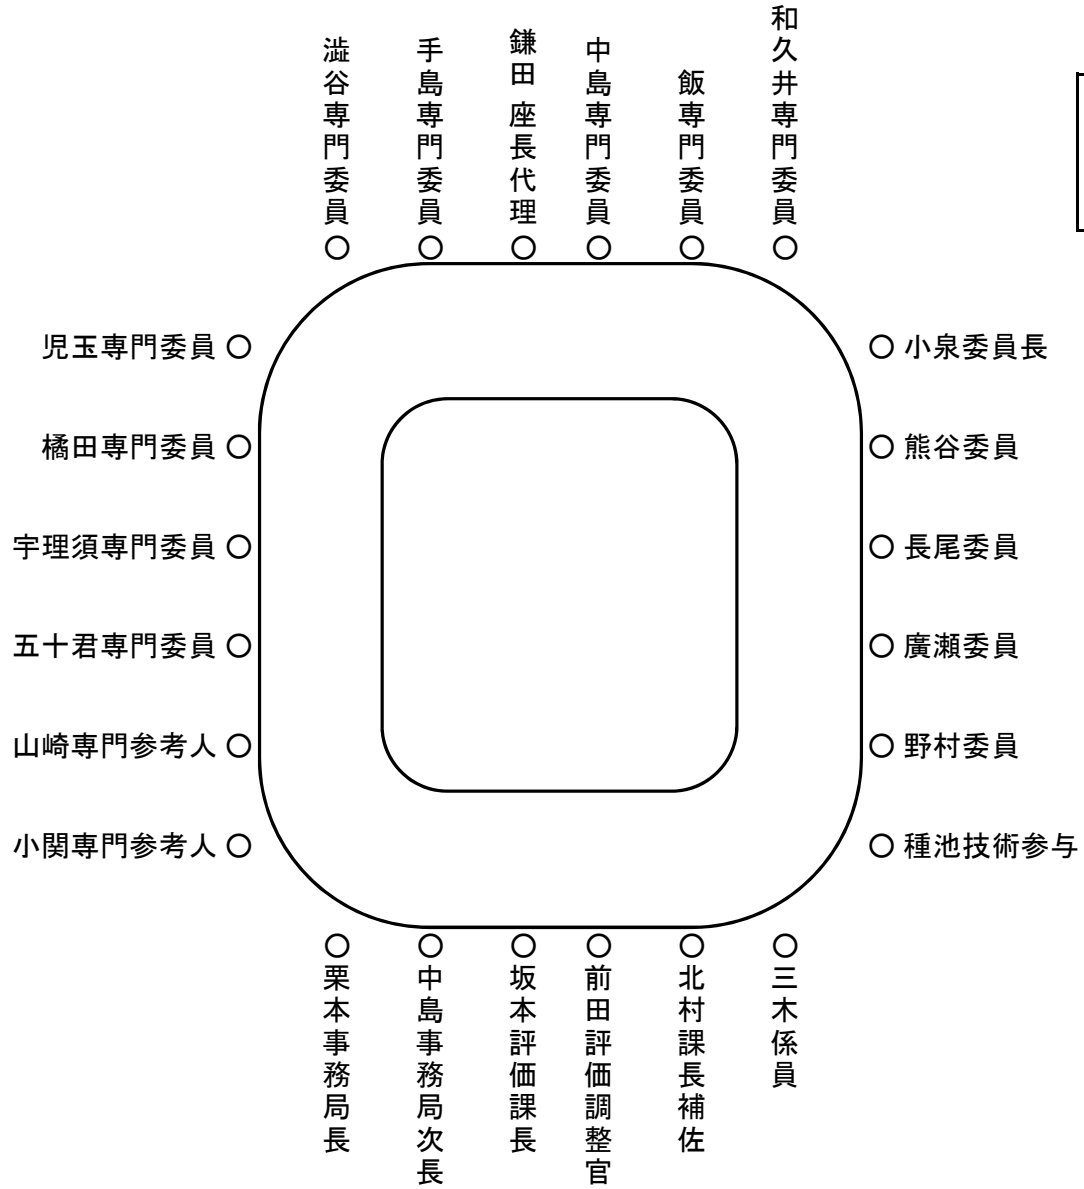 澁谷専門委員
手島専門委員
鎌田 座長代理
中島専門委員
飯専門委員
和久井専門委員
児玉専門委員
橘田専門委員
宇理須専門委員
五十君専門委員
山崎専門参考人
小関専門参考人
小泉委員長
熊谷委員
長尾委員
廣瀬委員
野村委員
種池技術参与
栗本事務局長
中島事務局次長
坂本評価課長
前田評価調整官
北村課長補佐
三木係員